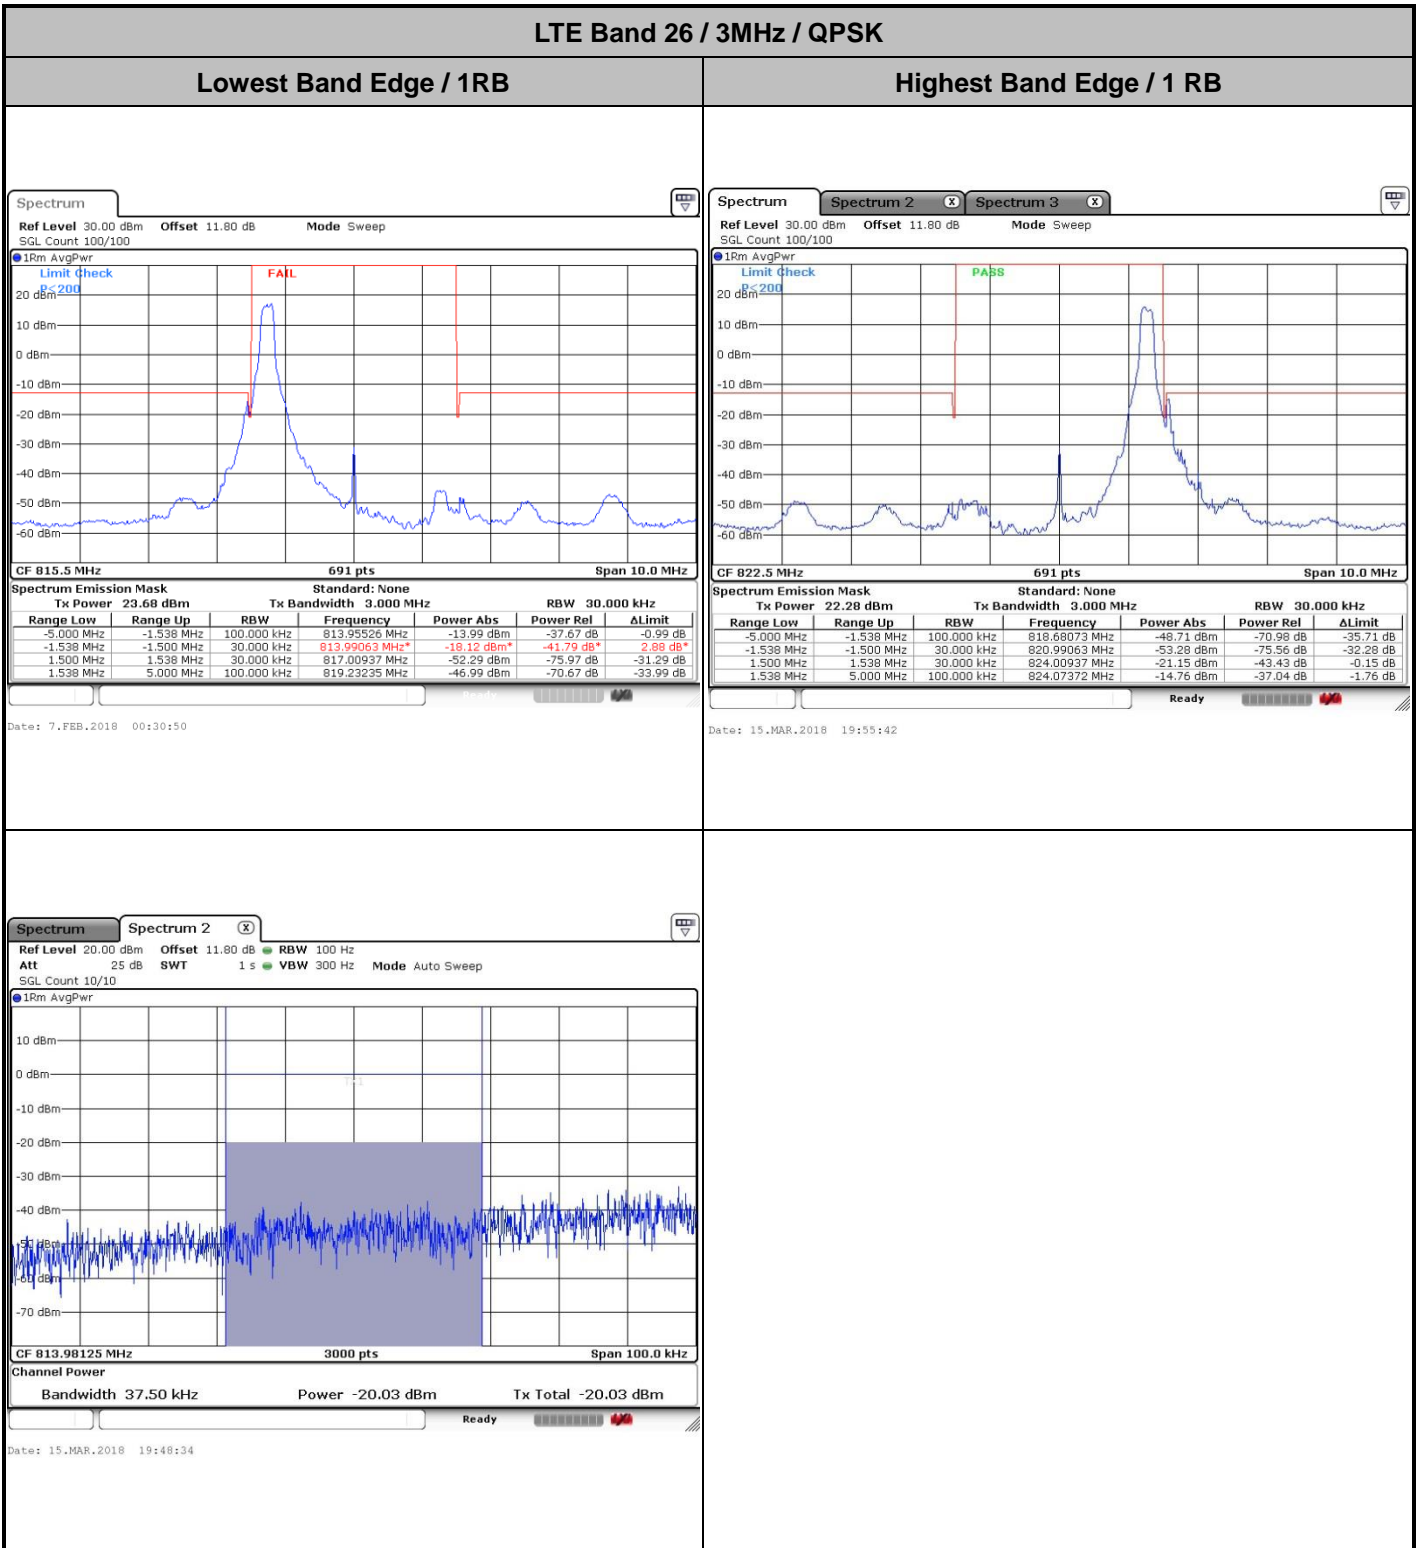 LTE Band 26 / 3MHz / QPSK
Lowest Band Edge / 1RB
Highest Band Edge / 1 RB
Spectrum
Ref Level 30.00 dBm Offset 11.80 dB Mode Sweep
SGL Count 100/100
1Rm AvgPwr
Limit Check FAIL
P<200
20 dBm
10 dBm
0 dBm
-10 dBm
-20 dBm
-30 dBm
-40 dBm
-50 dBm
-60 dBm
CF 815.5 MHz 691 pts Span 10.0 MHz
Spectrum Emission Mask Standard: None
Tx Power 23.68 dBm Tx Bandwidth 3.000 MHz RBW 30.000 kHz
Range Low Range Up RBW Frequency Power Abs Power Rel ΔLimit
-5.000 MHz -1.538 MHz 100.000 kHz 813.95526 MHz -13.99 dBm -37.67 dB -0.99 dB
-1.538 MHz -1.500 MHz 30.000 kHz 813.99063 MHz* -18.12 dBm* -41.79 dB* 2.88 dB*
1.500 MHz 1.538 MHz 30.000 kHz 817.00937 MHz -52.29 dBm -75.97 dB -31.29 dB
1.538 MHz 5.000 MHz 100.000 kHz 819.23235 MHz -46.99 dBm -70.67 dB -33.99 dB
Ready
Date: 7.FEB.2018 00:30:50
Spectrum Spectrum 2 X Spectrum 3 X
Ref Level 30.00 dBm Offset 11.80 dB Mode Sweep
SGL Count 100/100
1Rm AvgPwr
Limit Check PASS
P<200
20 dBm
10 dBm
0 dBm
-10 dBm
-20 dBm
-30 dBm
-40 dBm
-50 dBm
-60 dBm
CF 822.5 MHz 691 pts Span 10.0 MHz
Spectrum Emission Mask Standard: None
Tx Power 22.28 dBm Tx Bandwidth 3.000 MHz RBW 30.000 kHz
Range Low Range Up RBW Frequency Power Abs Power Rel ΔLimit
-5.000 MHz -1.538 MHz 100.000 kHz 818.68073 MHz -48.71 dBm -70.98 dB -35.71 dB
-1.538 MHz -1.500 MHz 30.000 kHz 820.99063 MHz -53.28 dBm -75.56 dB -32.28 dB
1.500 MHz 1.538 MHz 30.000 kHz 824.00937 MHz -21.15 dBm -43.43 dB -0.15 dB
1.538 MHz 5.000 MHz 100.000 kHz 824.07372 MHz -14.76 dBm -37.04 dB -1.76 dB
Ready
Date: 15.MAR.2018 19:55:42
Spectrum Spectrum 2 X
Ref Level 20.00 dBm Offset 11.80 dB RBW 100 Hz
Att 25 dB SWT 1 s VBW 300 Hz Mode Auto Sweep
SGL Count 10/10
1Rm AvgPwr
10 dBm
0 dBm
-10 dBm
-20 dBm
-30 dBm
-40 dBm
-50 dBm
-60 dBm
-70 dBm
CF 813.98125 MHz 3000 pts Span 100.0 kHz
Channel Power
Bandwidth 37.50 kHz Power -20.03 dBm Tx Total -20.03 dBm
Ready
Date: 15.MAR.2018 19:48:34